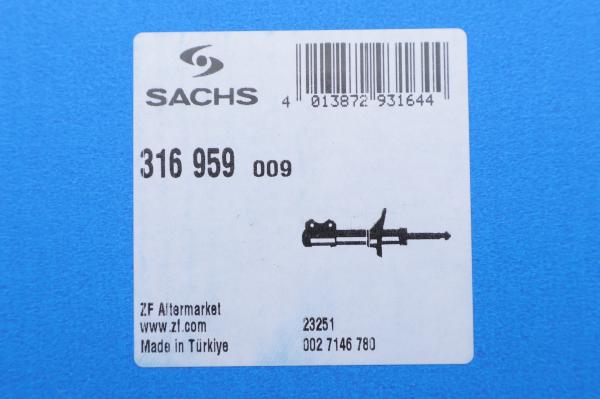 SACHS
4 013872 931644
316 959 009
ZF Aftermarket
www.zf.com
Made in Türkiye
23251
002 7146 780